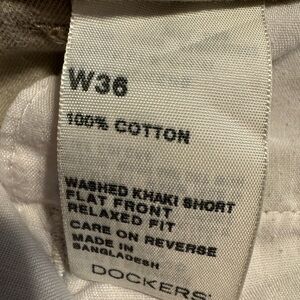 W36
100% COTTON
WASHED KHAKI SHORT
FLAT FRONT
RELAXED FIT
CARE ON REVERSE
MADE IN
BANGLADESH
DOCKERS